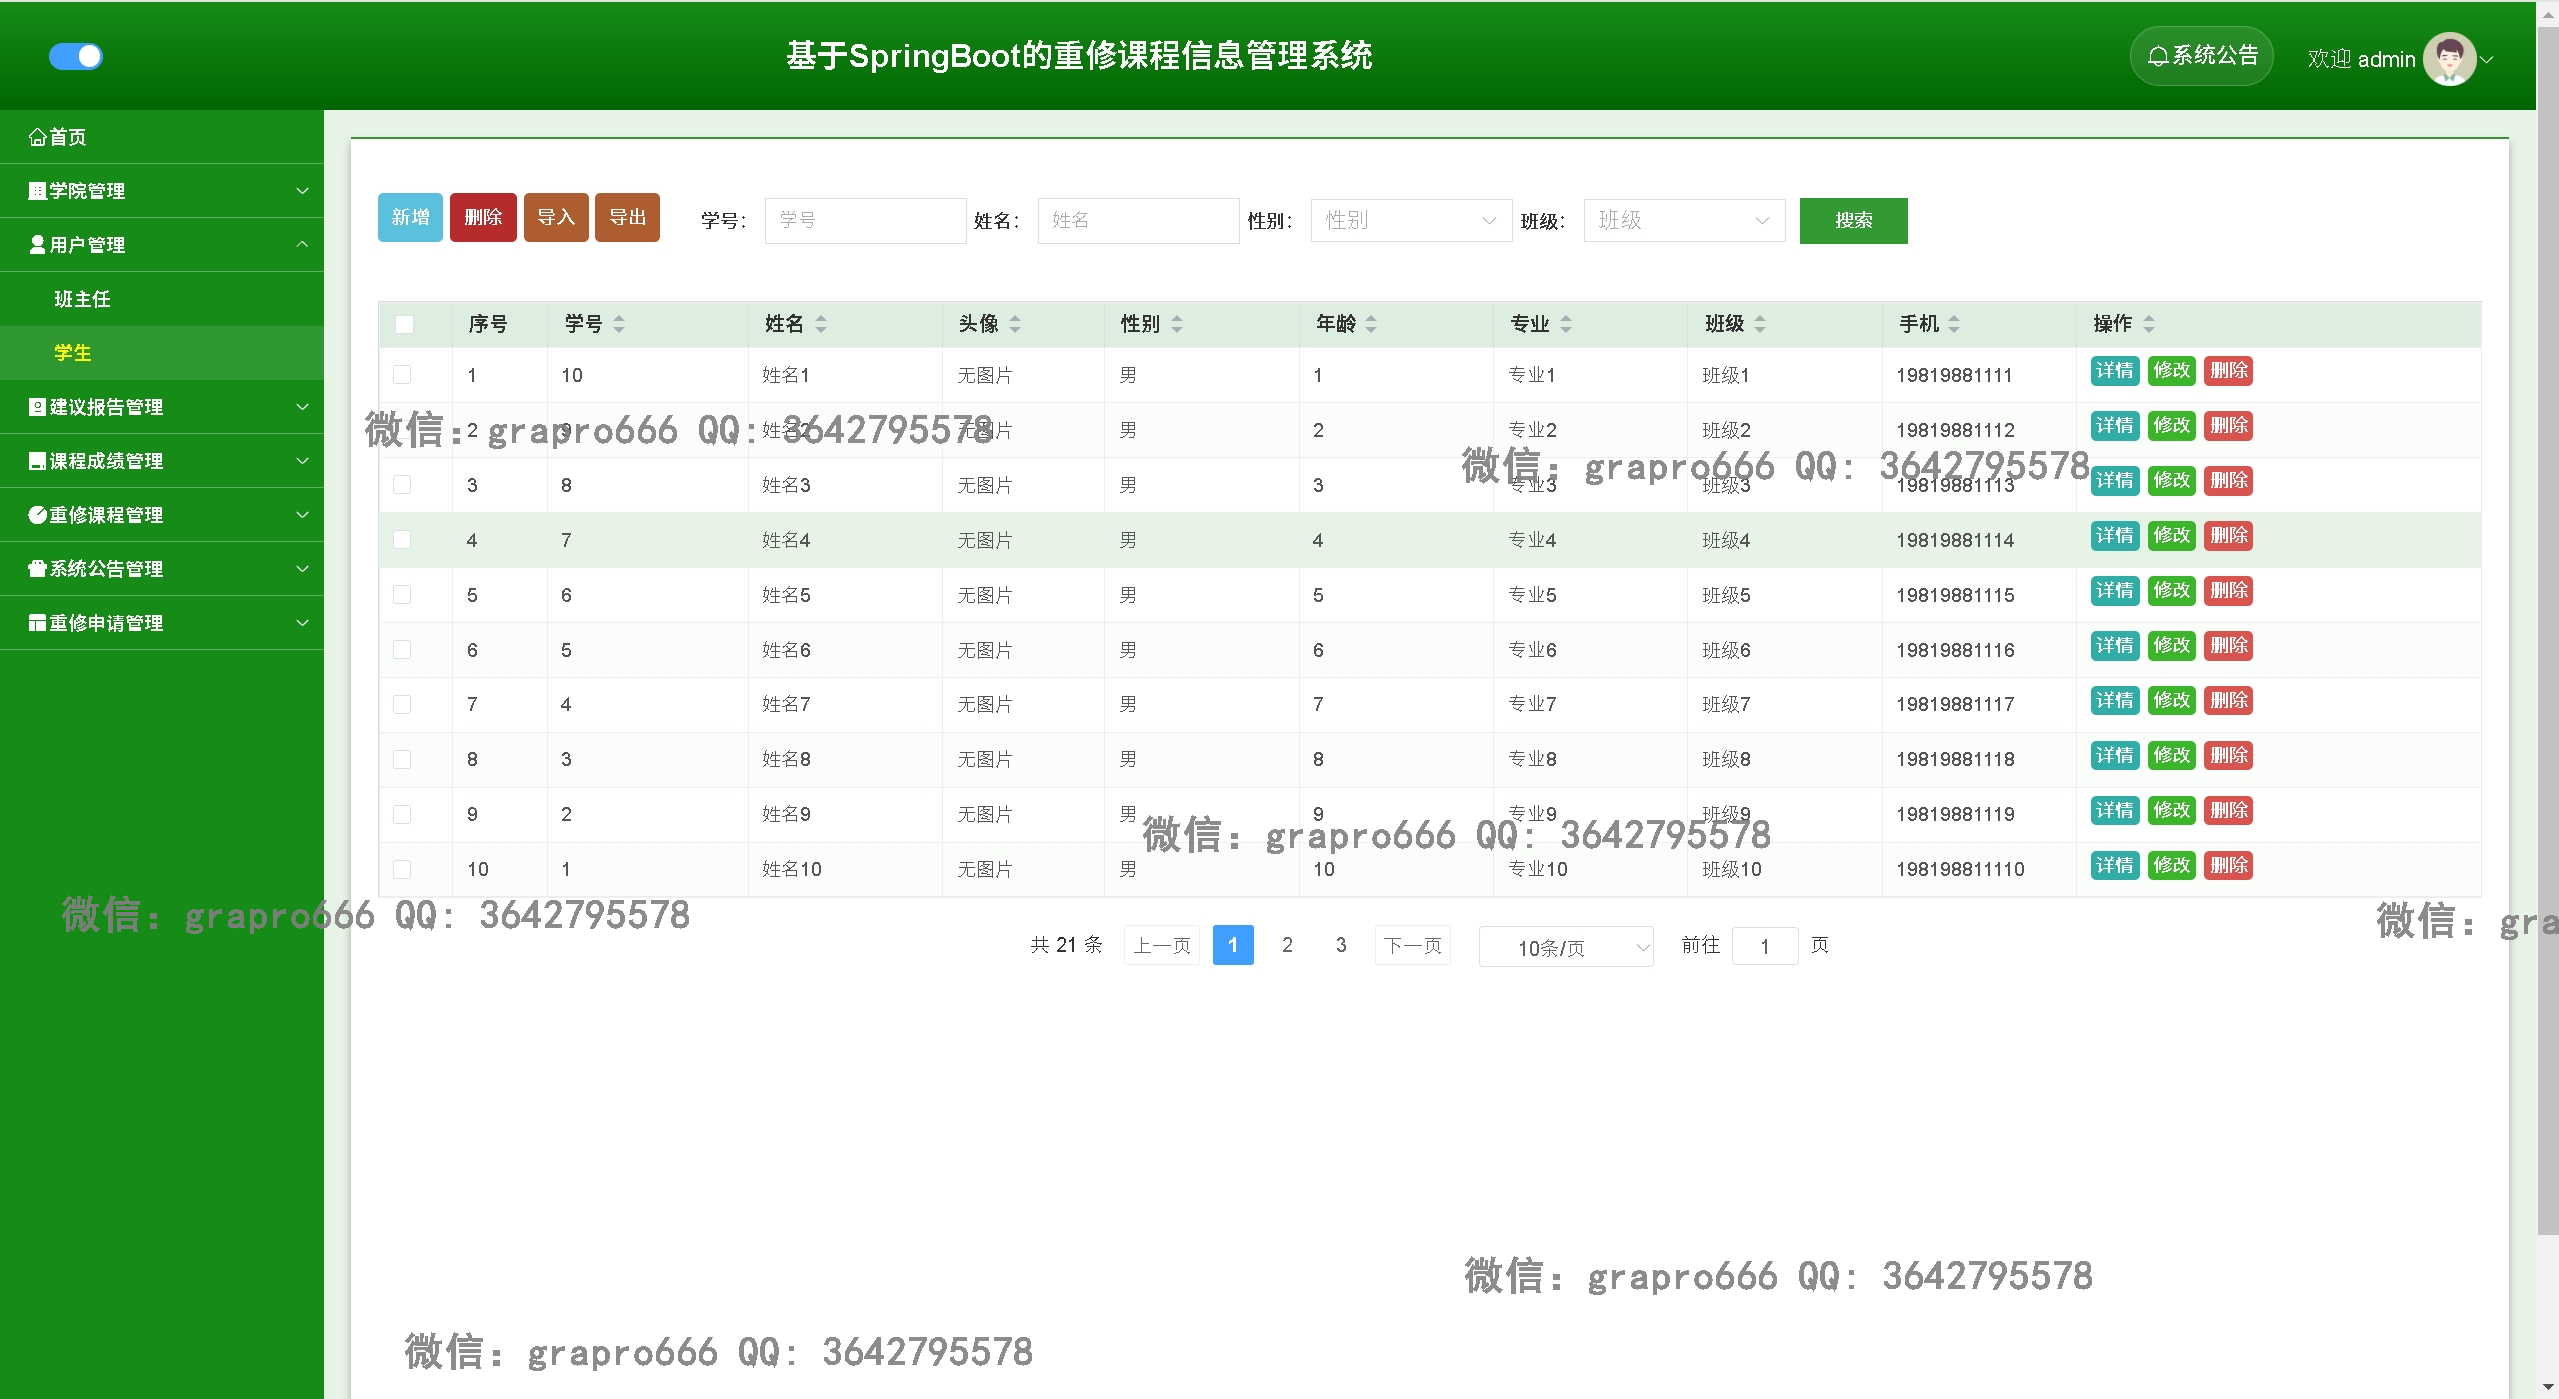 基于SpringBoot的重修课程信息管理系统
系统公告
欢迎 admin
首页
学院管理
用户管理
班主任
学生
建议报告管理
课程成绩管理
重修课程管理
系统公告管理
重修申请管理
新增 删除 导入 导出 学号： 学号 姓名： 姓名 性别： 性别 班级： 班级 搜索
序号 学号 姓名 头像 性别 年龄 专业 班级 手机 操作
1 10 姓名1 无图片 男 1 专业1 班级1 19819881111 详情 修改 删除
2 9 姓名2 无图片 男 2 专业2 班级2 19819881112 详情 修改 删除
微信：grapro666 QQ: 3642795578
微信：grapro666 QQ: 3642795578
3 8 姓名3 无图片 男 3 专业3 班级3 19819881113 详情 修改 删除
4 7 姓名4 无图片 男 4 专业4 班级4 19819881114 详情 修改 删除
5 6 姓名5 无图片 男 5 专业5 班级5 19819881115 详情 修改 删除
6 5 姓名6 无图片 男 6 专业6 班级6 19819881116 详情 修改 删除
7 4 姓名7 无图片 男 7 专业7 班级7 19819881117 详情 修改 删除
8 3 姓名8 无图片 男 8 专业8 班级8 19819881118 详情 修改 删除
9 2 姓名9 无图片 男 9 专业9 班级9 19819881119 详情 修改 删除
微信：grapro666 QQ: 3642795578
10 1 姓名10 无图片 男 10 专业10 班级10 198198811110 详情 修改 删除
微信：grapro666 QQ: 3642795578
微信：gra
共 21 条 上一页 1 2 3 下一页 10条/页 前往 1 页
微信：grapro666 QQ: 3642795578
微信：grapro666 QQ: 3642795578